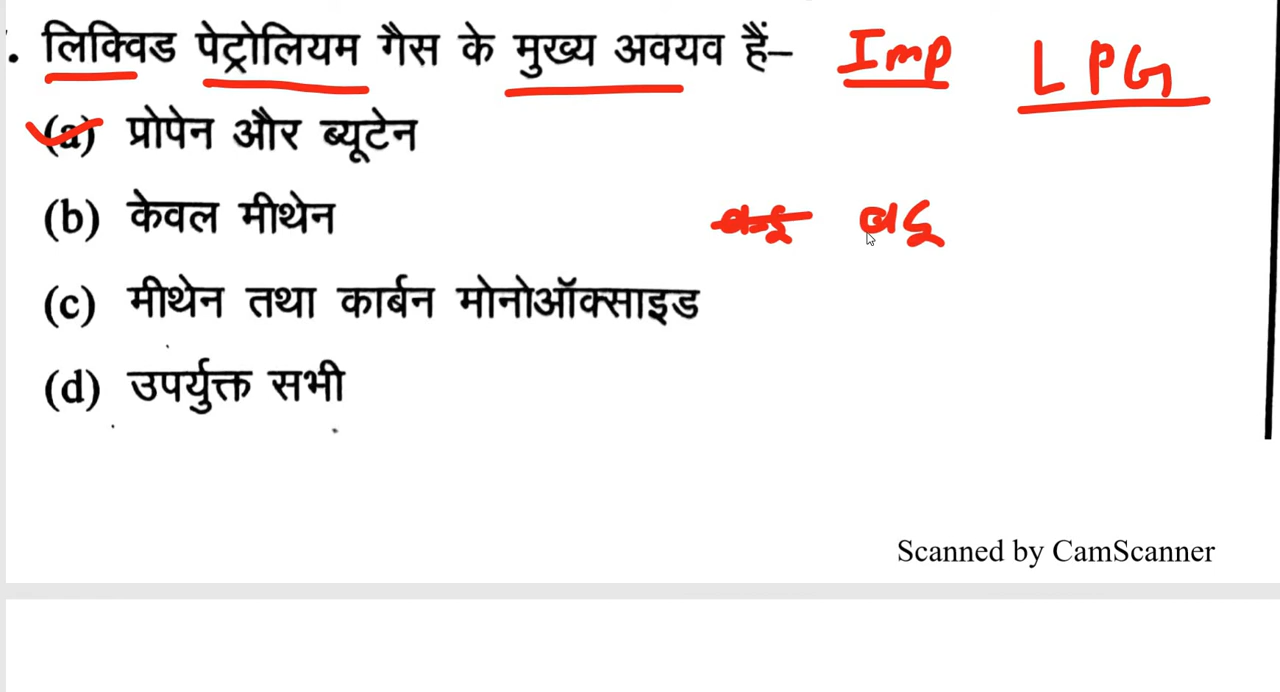 . लिक्विड पेट्रोलियम गैस के मुख्य अवयव हैं– Imp LPG
(a) प्रोपेन और ब्यूटेन
(b) केवल मीथेन
(c) मीथेन तथा कार्बन मोनोऑक्साइड
(d) उपर्युक्त सभी
Scanned by CamScanner